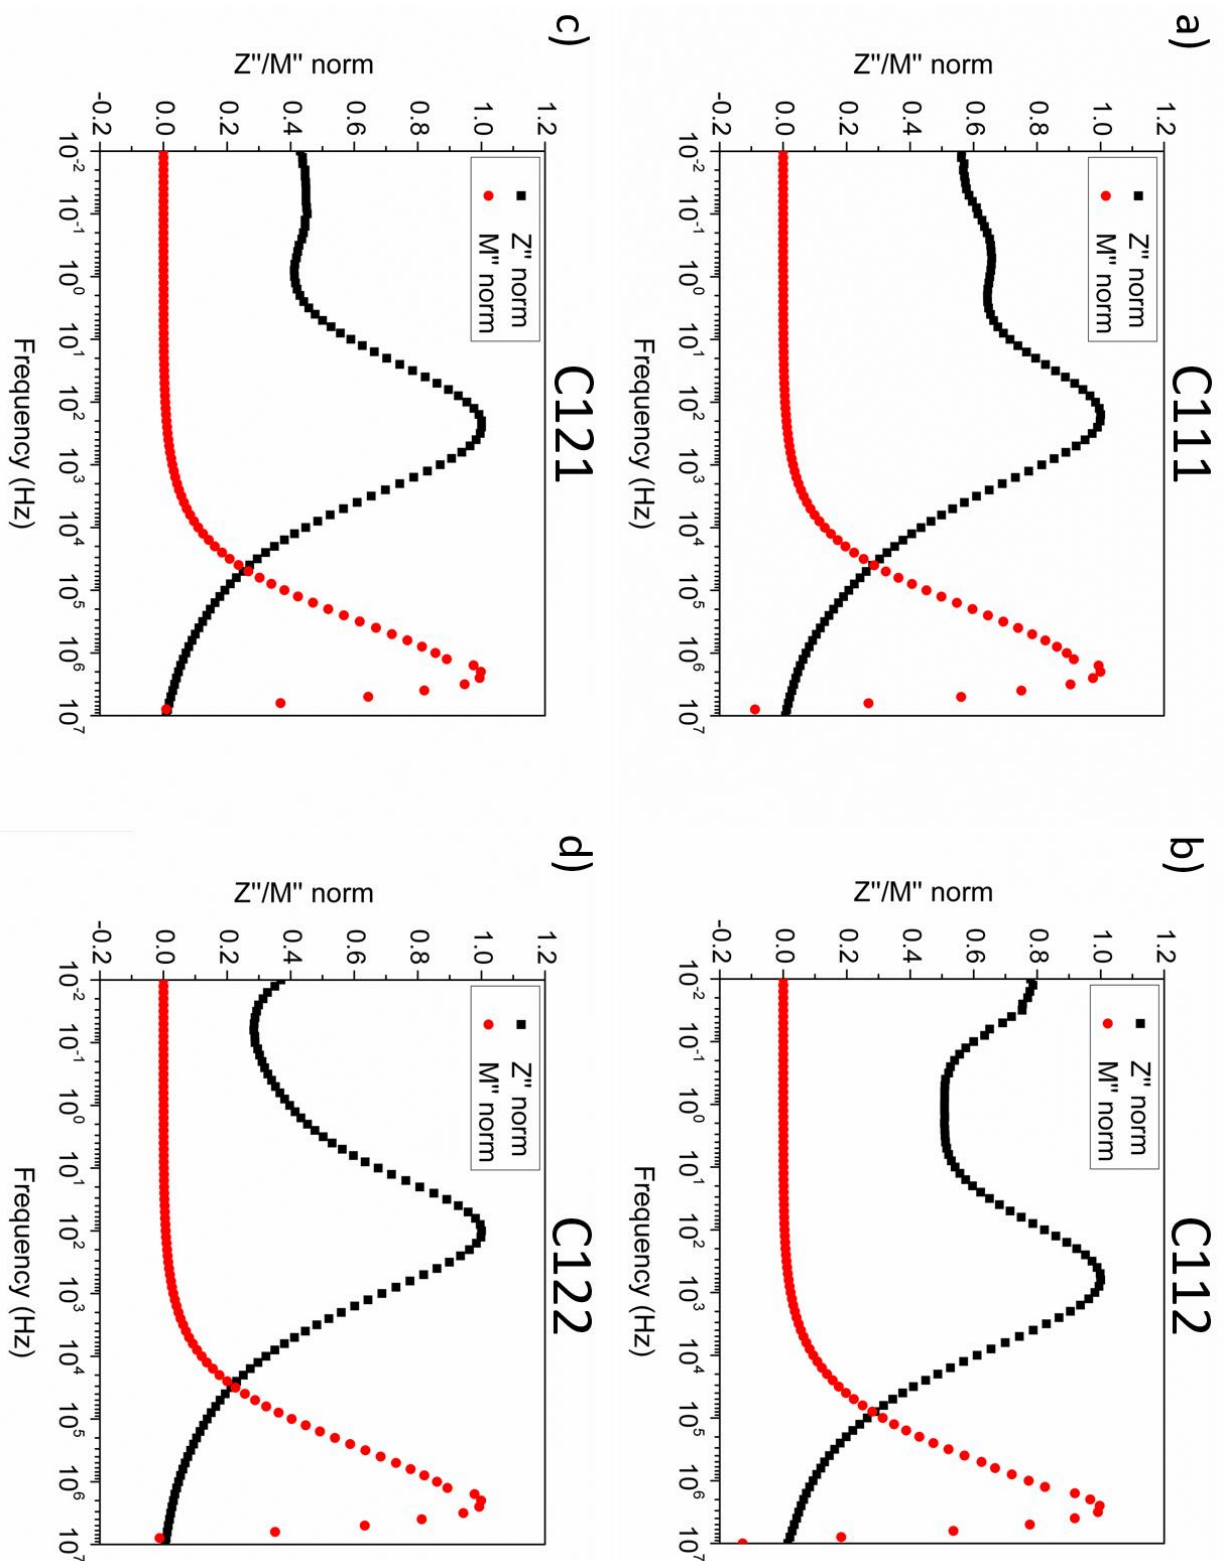 a)
C111
Z"/M" norm
1.2
1.0
0.8
0.6
0.4
0.2
0.0
-0.2
Z" norm
M" norm
10⁻² 10⁻¹ 10⁰ 10¹ 10² 10³ 10⁴ 10⁵ 10⁶ 10⁷
Frequency (Hz)
b)
C112
Z"/M" norm
1.2
1.0
0.8
0.6
0.4
0.2
0.0
-0.2
Z" norm
M" norm
10⁻² 10⁻¹ 10⁰ 10¹ 10² 10³ 10⁴ 10⁵ 10⁶ 10⁷
Frequency (Hz)
c)
C121
Z"/M" norm
1.2
1.0
0.8
0.6
0.4
0.2
0.0
-0.2
Z" norm
M" norm
10⁻² 10⁻¹ 10⁰ 10¹ 10² 10³ 10⁴ 10⁵ 10⁶ 10⁷
Frequency (Hz)
d)
C122
Z"/M" norm
1.2
1.0
0.8
0.6
0.4
0.2
0.0
-0.2
Z" norm
M" norm
10⁻² 10⁻¹ 10⁰ 10¹ 10² 10³ 10⁴ 10⁵ 10⁶ 10⁷
Frequency (Hz)